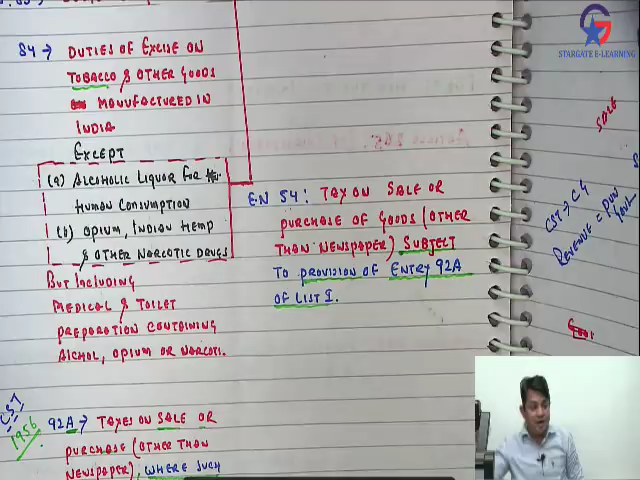 STARGATE E-LEARNING
84 → DUTIES OF EXCISE ON
TOBACCO & OTHER GOODS
MANUFACTURED IN
INDIA
EXCEPT
(a) ALCOHOLIC LIQUOR FOR
HUMAN CONSUMPTION
(b) OPIUM, INDIAN HEMP
& OTHER NARCOTIC DRUGS
BUT INCLUDING
MEDICAL & TOILET
PREPARATION CONTAINING
ALCHOL, OPIUM OR NARCOTI.
EN 54: TAX ON SALE OR
PURCHASE OF GOODS (OTHER
THAN NEWSPAPER) SUBJECT
TO PROVISION OF ENTRY 92A
OF LIST I.
SALE
CST → CG
REVENUE =
CST
1956
92A → TAXES ON SALE OR
PURCHASE (OTHER THAN
NEWSPAPER), WHERE SUCH